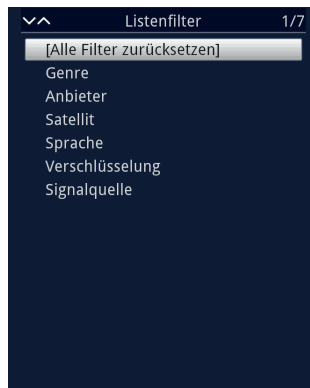 Listenfilter 1/7
[Alle Filter zurücksetzen]
Genre
Anbieter
Satellit
Sprache
Verschlüsselung
Signalquelle